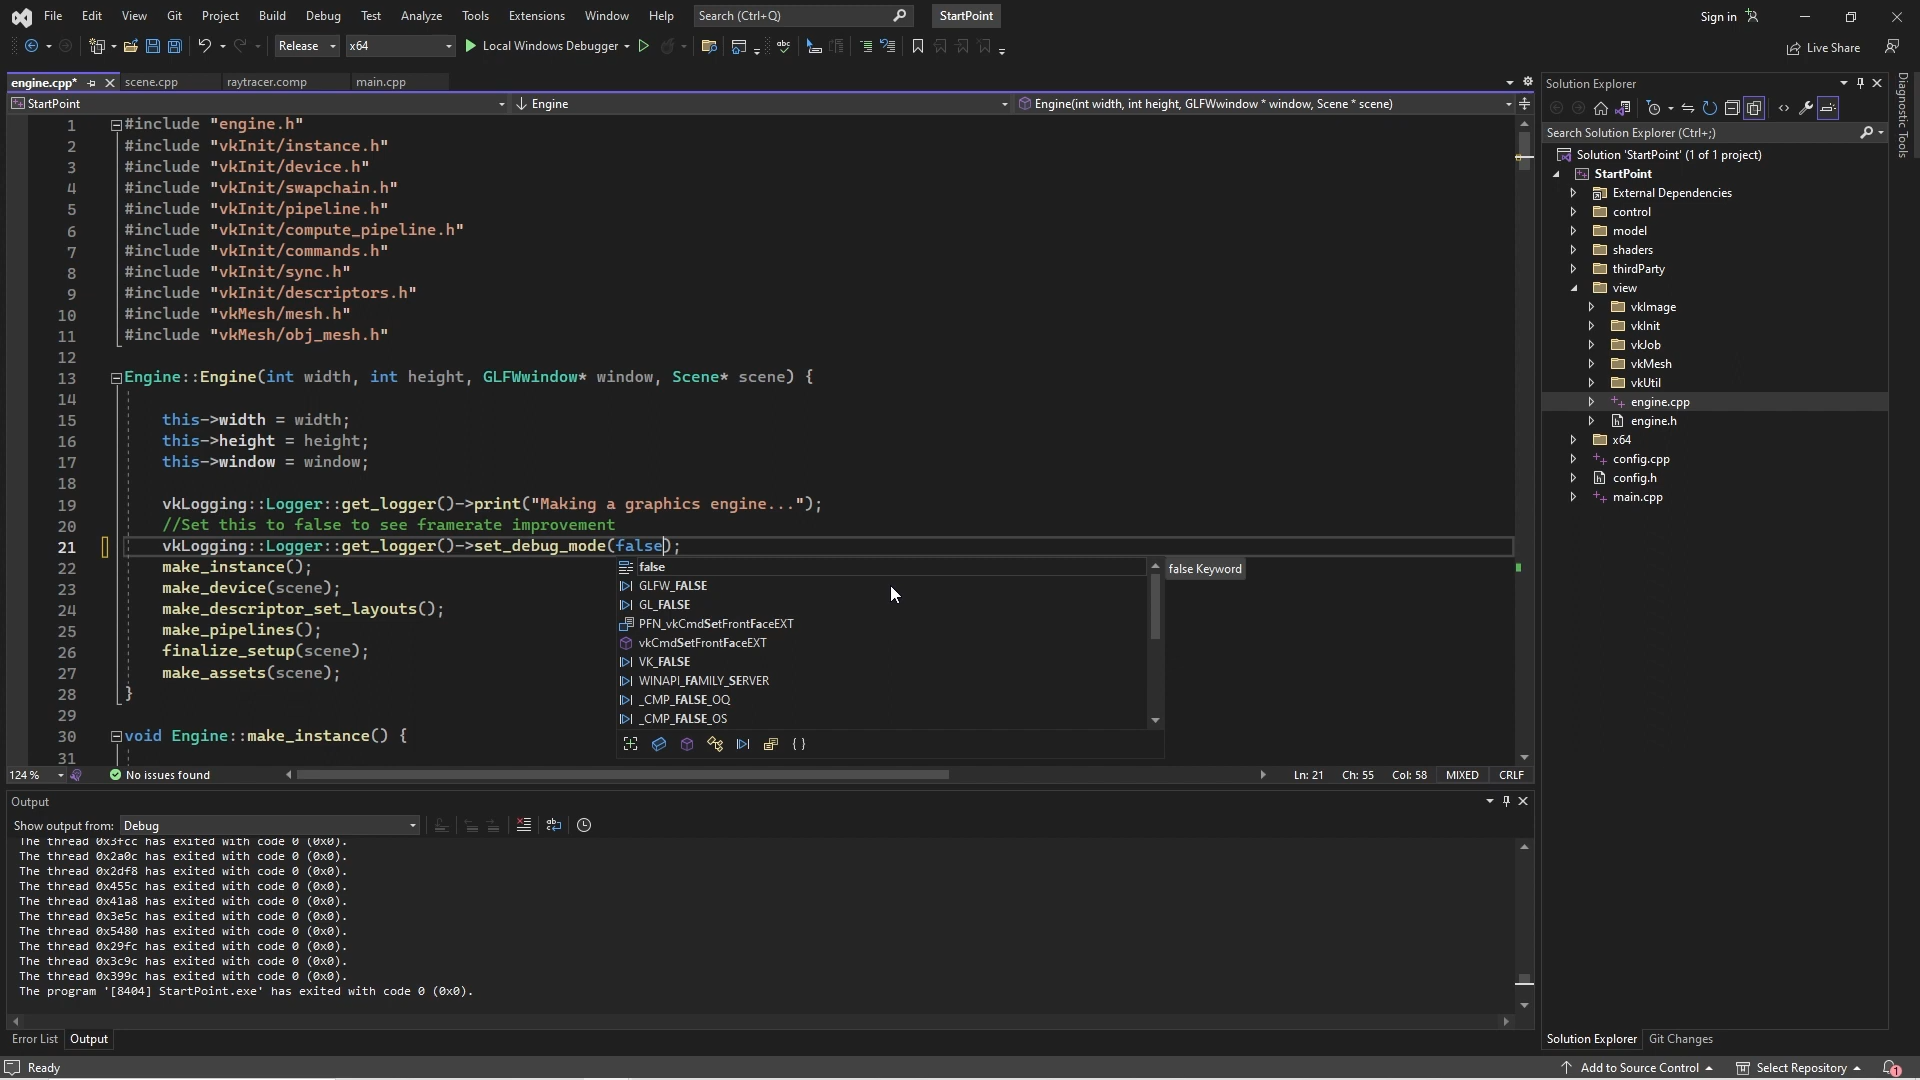 File Edit View Git Project Build Debug Test Analyze Tools Extensions Window Help Search (Ctrl+Q) StartPoint Sign in
Release x64 Local Windows Debugger Live Share
engine.cpp* scene.cpp raytracer.comp main.cpp
StartPoint Engine Engine(int width, int height, GLFWwindow * window, Scene * scene)
1 #include "engine.h"
2 #include "vkInit/instance.h"
3 #include "vkInit/device.h"
4 #include "vkInit/swapchain.h"
5 #include "vkInit/pipeline.h"
6 #include "vkInit/compute_pipeline.h"
7 #include "vkInit/commands.h"
8 #include "vkInit/sync.h"
9 #include "vkInit/descriptors.h"
10 #include "vkMesh/mesh.h"
11 #include "vkMesh/obj_mesh.h"
12
13 Engine::Engine(int width, int height, GLFWwindow* window, Scene* scene) {
14
15 this->width = width;
16 this->height = height;
17 this->window = window;
18
19 vkLogging::Logger::get_logger()->print("Making a graphics engine...");
20 //Set this to false to see framerate improvement
21 vkLogging::Logger::get_logger()->set_debug_mode(false);
22 make_instance();
23 make_device(scene);
24 make_descriptor_set_layouts();
25 make_pipelines();
26 finalize_setup(scene);
27 make_assets(scene);
28 }
29
30 void Engine::make_instance() {
31
false
GLFW_FALSE
GL_FALSE
PFN_vkCmdSetFrontFaceEXT
vkCmdSetFrontFaceEXT
VK_FALSE
WINAPI_FAMILY_SERVER
_CMP_FALSE_OQ
_CMP_FALSE_OS
{ }
false Keyword
124 % No issues found Ln: 21 Ch: 55 Col: 58 MIXED CRLF
Output
Show output from: Debug
The thread 0x3fcc has exited with code 0 (0x0).
The thread 0x2a0c has exited with code 0 (0x0).
The thread 0x2df8 has exited with code 0 (0x0).
The thread 0x455c has exited with code 0 (0x0).
The thread 0x41a8 has exited with code 0 (0x0).
The thread 0x3e5c has exited with code 0 (0x0).
The thread 0x5480 has exited with code 0 (0x0).
The thread 0x29fc has exited with code 0 (0x0).
The thread 0x3c9c has exited with code 0 (0x0).
The thread 0x399c has exited with code 0 (0x0).
The program '[8404] StartPoint.exe' has exited with code 0 (0x0).
Error List Output
Solution Explorer
Search Solution Explorer (Ctrl+;)
Solution 'StartPoint' (1 of 1 project)
StartPoint
External Dependencies
control
model
shaders
thirdParty
view
vkImage
vkInit
vkJob
vkMesh
vkUtil
engine.cpp
engine.h
x64
config.cpp
config.h
main.cpp
Solution Explorer Git Changes
Diagnostic Tools
Ready Add to Source Control Select Repository 1